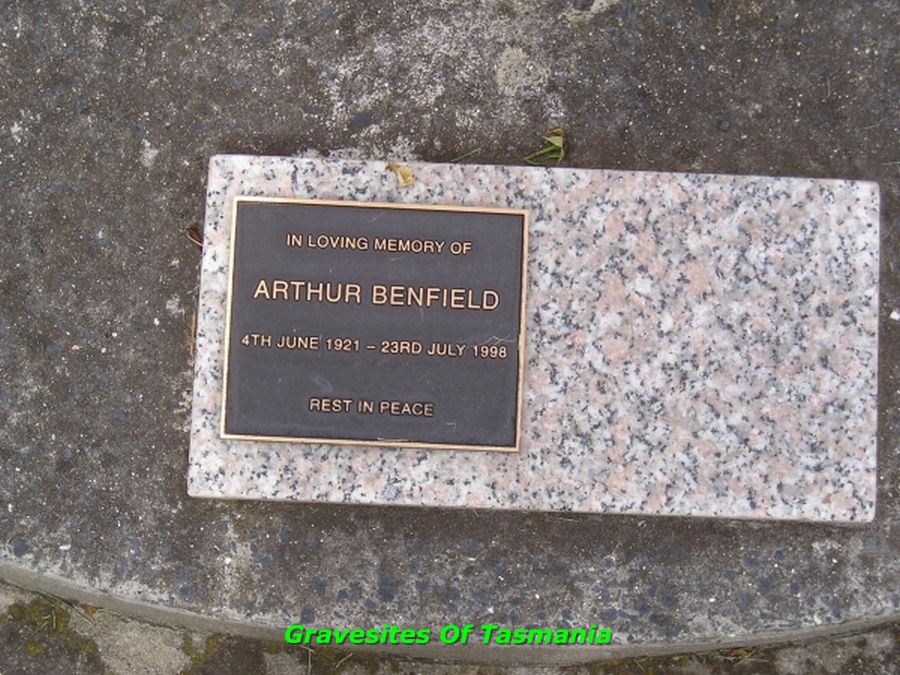 IN LOVING MEMORY OF
ARTHUR BENFIELD
4TH JUNE 1921 – 23RD JULY 1998
REST IN PEACE
Gravesites Of Tasmania